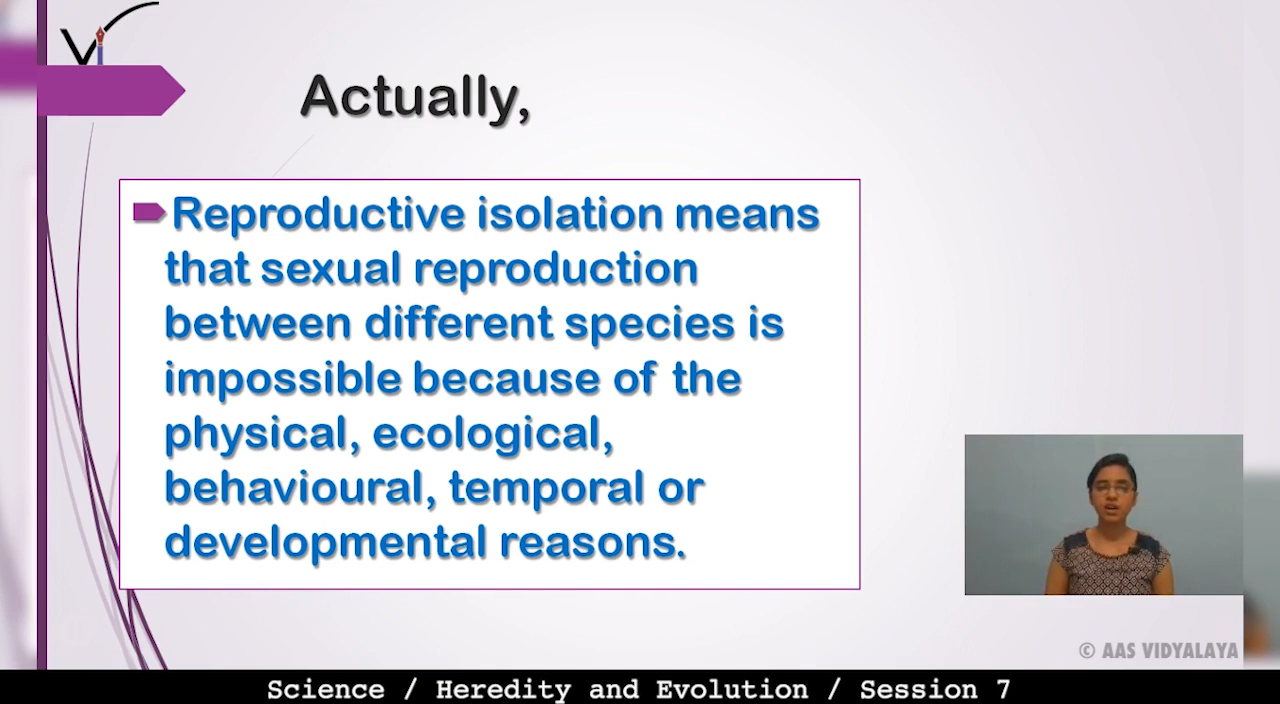 Vi
Actually,
Reproductive isolation means
that sexual reproduction
between different species is
impossible because of the
physical, ecological,
behavioural, temporal or
developmental reasons.
© AAS VIDYALAYA
Science / Heredity and Evolution / Session 7